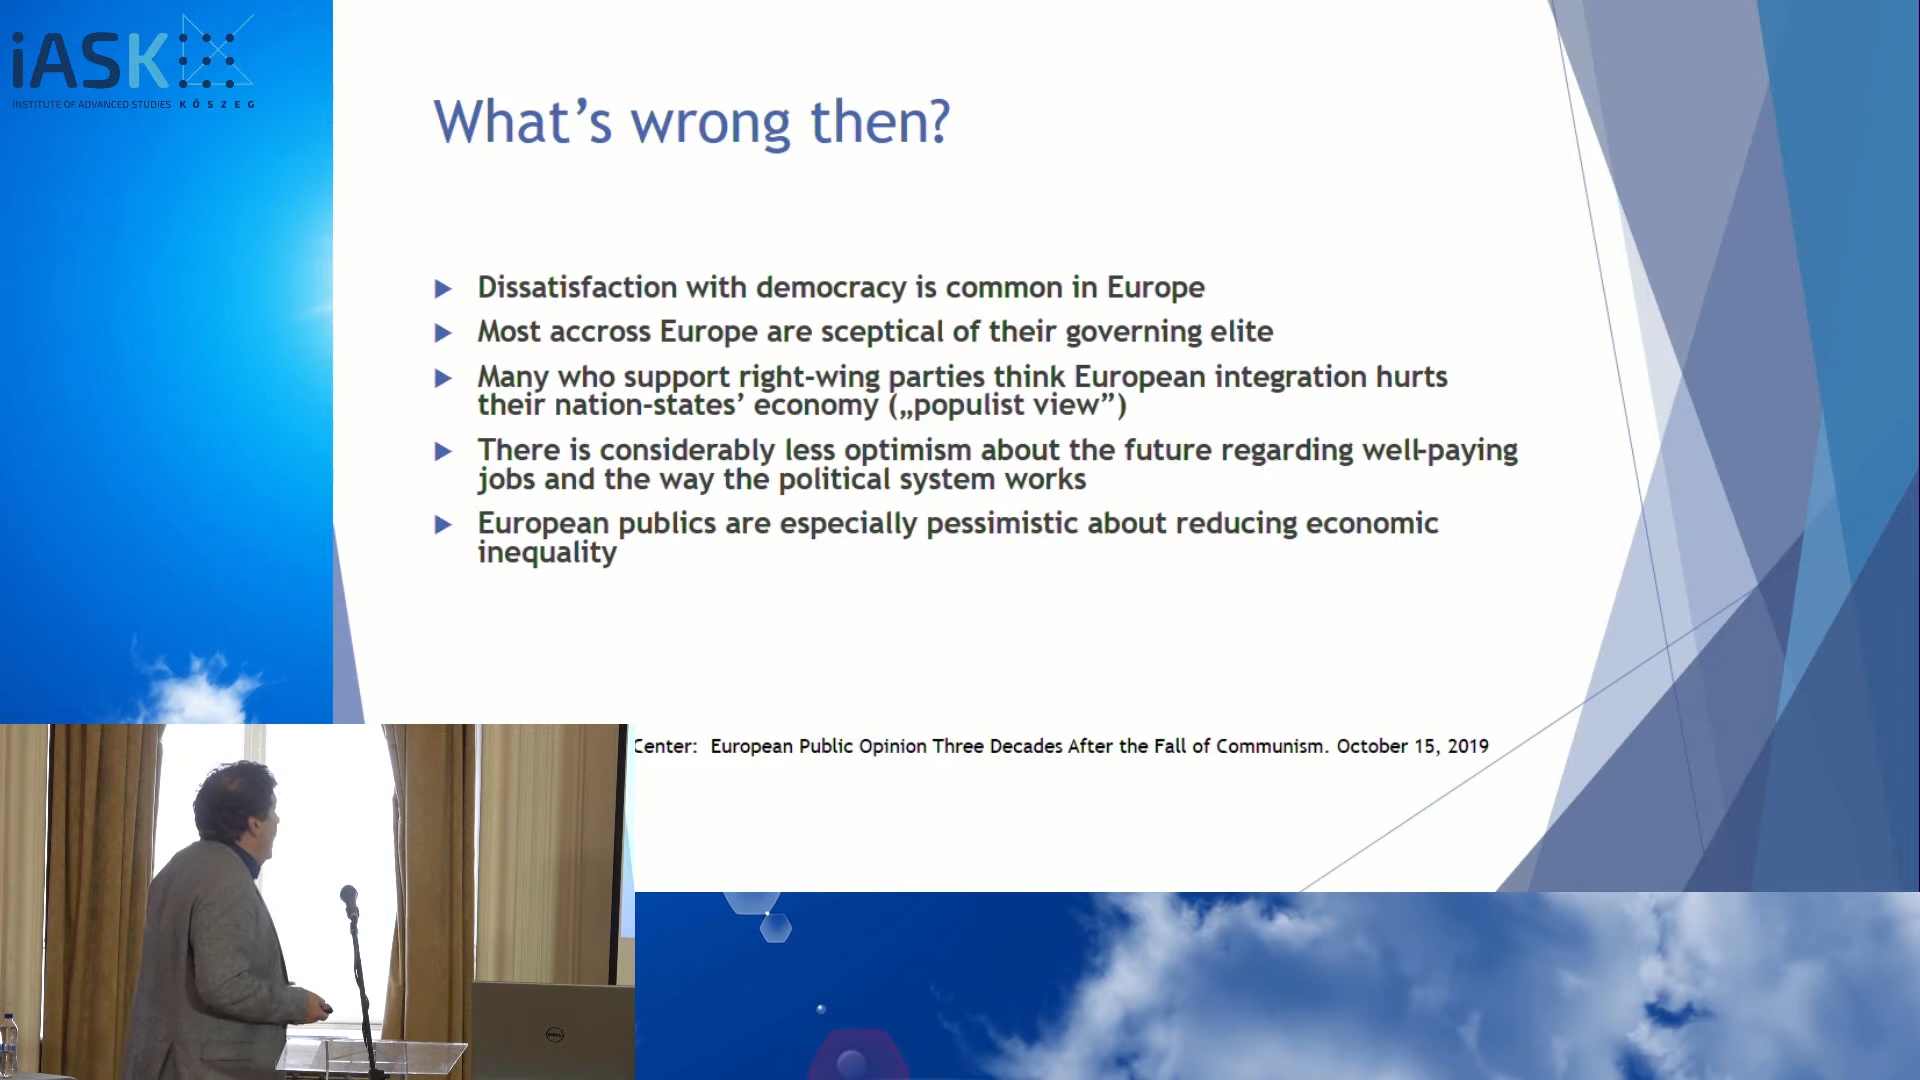 iASK
INSTITUTE OF ADVANCED STUDIES KŐSZEG
What's wrong then?
Dissatisfaction with democracy is common in Europe
Most accross Europe are sceptical of their governing elite
Many who support right-wing parties think European integration hurts
their nation-states' economy („populist view”)
There is considerably less optimism about the future regarding well-paying
jobs and the way the political system works
European publics are especially pessimistic about reducing economic
inequality
Center: European Public Opinion Three Decades After the Fall of Communism. October 15, 2019
DELL